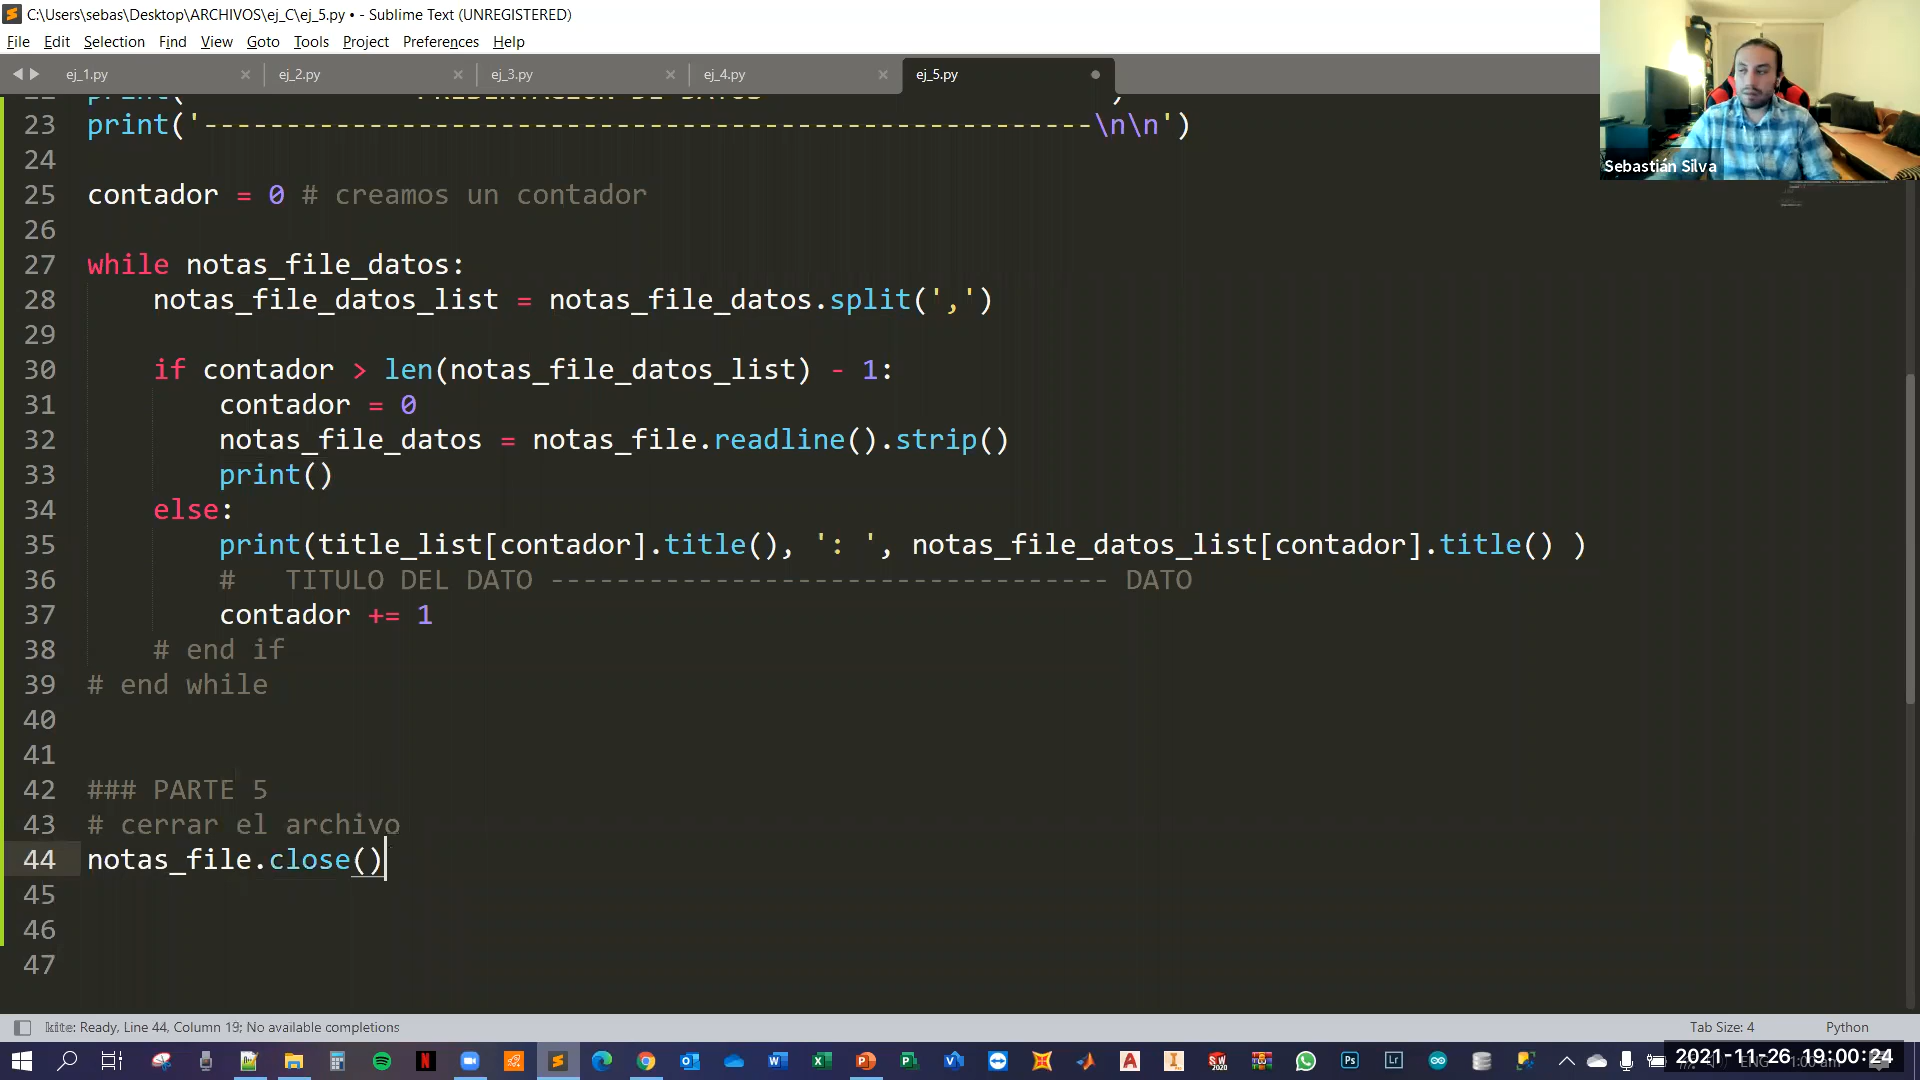 C:\Users\sebas\Desktop\ARCHIVOS\ej_C\ej_5.py • - Sublime Text (UNREGISTERED)
File Edit Selection Find View Goto Tools Project Preferences Help
ej_1.py × ej_2.py × ej_3.py × ej_4.py × ej_5.py
23 print('------------------------------------------------------\n\n')
24
25 contador = 0 # creamos un contador
26
27 while notas_file_datos:
28 notas_file_datos_list = notas_file_datos.split(',')
29
30 if contador > len(notas_file_datos_list) - 1:
31 contador = 0
32 notas_file_datos = notas_file.readline().strip()
33 print()
34 else:
35 print(title_list[contador].title(), ': ', notas_file_datos_list[contador].title() )
36 # TITULO DEL DATO ---------------------------------- DATO
37 contador += 1
38 # end if
39 # end while
40
41
42 ### PARTE 5
43 # cerrar el archivo
44 notas_file.close()
45
46
47
Sebastián Silva
kite: Ready, Line 44, Column 19; No available completions
Tab Size: 4 Python
2021-11-26 19:00:24